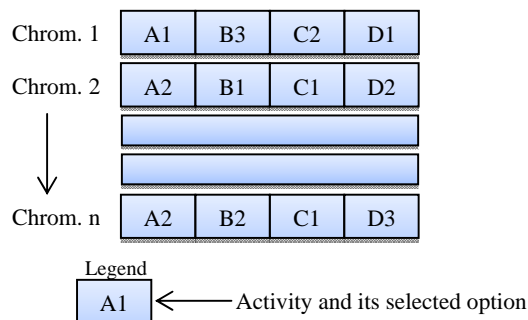 Chrom. 1 A1 B3 C2 D1
Chrom. 2 A2 B1 C1 D2
Chrom. n A2 B2 C1 D3
Legend
A1 Activity and its selected option